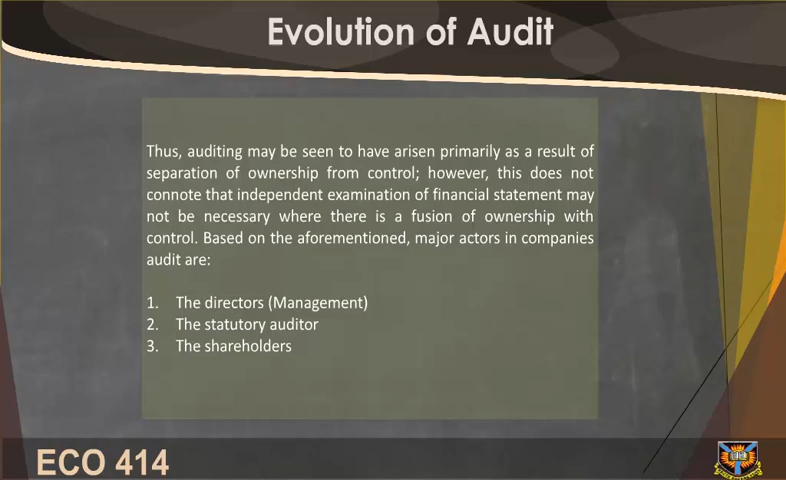 Evolution of Audit
Thus, auditing may be seen to have arisen primarily as a result of
separation of ownership from control; however, this does not
connote that independent examination of financial statement may
not be necessary where there is a fusion of ownership with
control. Based on the aforementioned, major actors in companies
audit are:
1. The directors (Management)
2. The statutory auditor
3. The shareholders
ECO 414